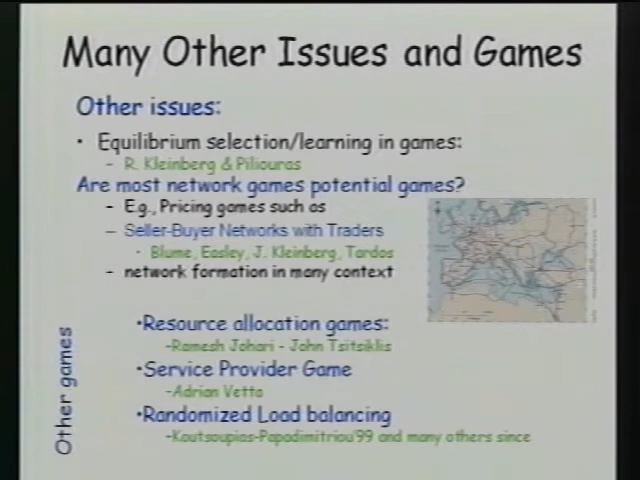 Many Other Issues and Games
Other issues:
• Equilibrium selection/learning in games:
– R. Kleinberg & Piliouras
Are most network games potential games?
– E.g., Pricing games such as
– Seller-Buyer Networks with Traders
• Blume, Easley, J. Kleinberg, Tardos
– network formation in many context
Other games
•Resource allocation games:
–Ramesh Johari - John Tsitsiklis
•Service Provider Game
–Adrian Vetta
•Randomized Load balancing
–Koutsoupias-Papadimitriou'99 and many others since